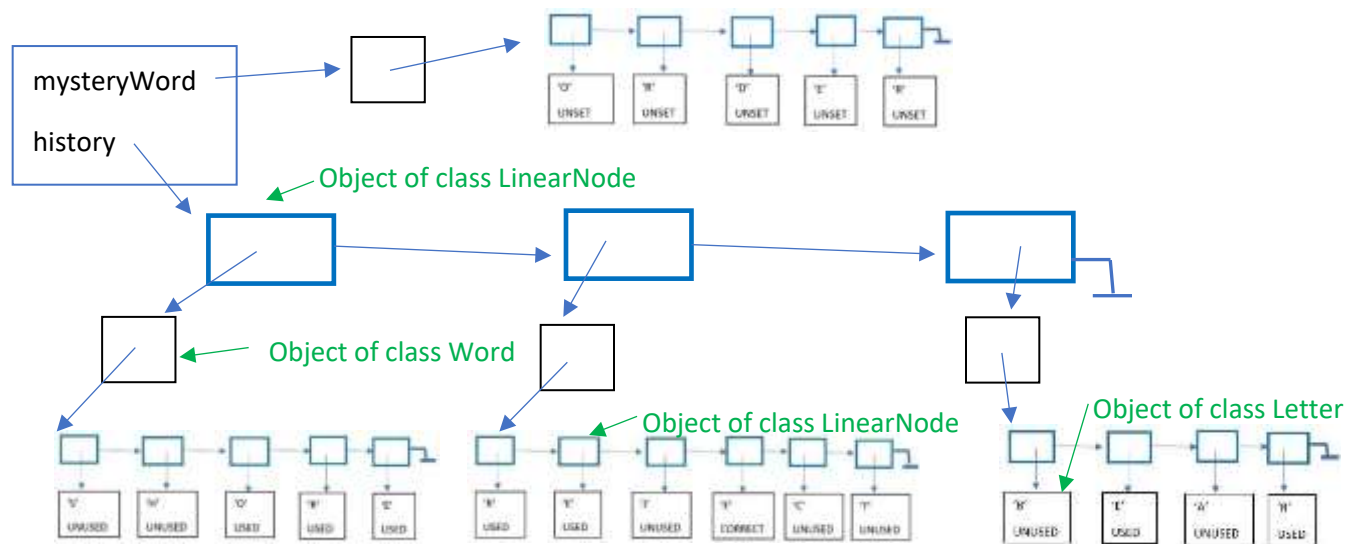 mysteryWord
history
'O' 'R' 'D' 'E' 'R'
UNSET UNSET UNSET UNSET UNSET
Object of class LinearNode
Object of class Word
Object of class LinearNode
Object of class Letter
'O' 'R'
UNUSED UNUSED USED USED USED
'R' 'E' 'E' 'C' 'T'
USED USED UNUSED CORRECT UNUSED UNUSED
'B' 'E' 'A' 'R'
UNUSED USED UNUSED USED